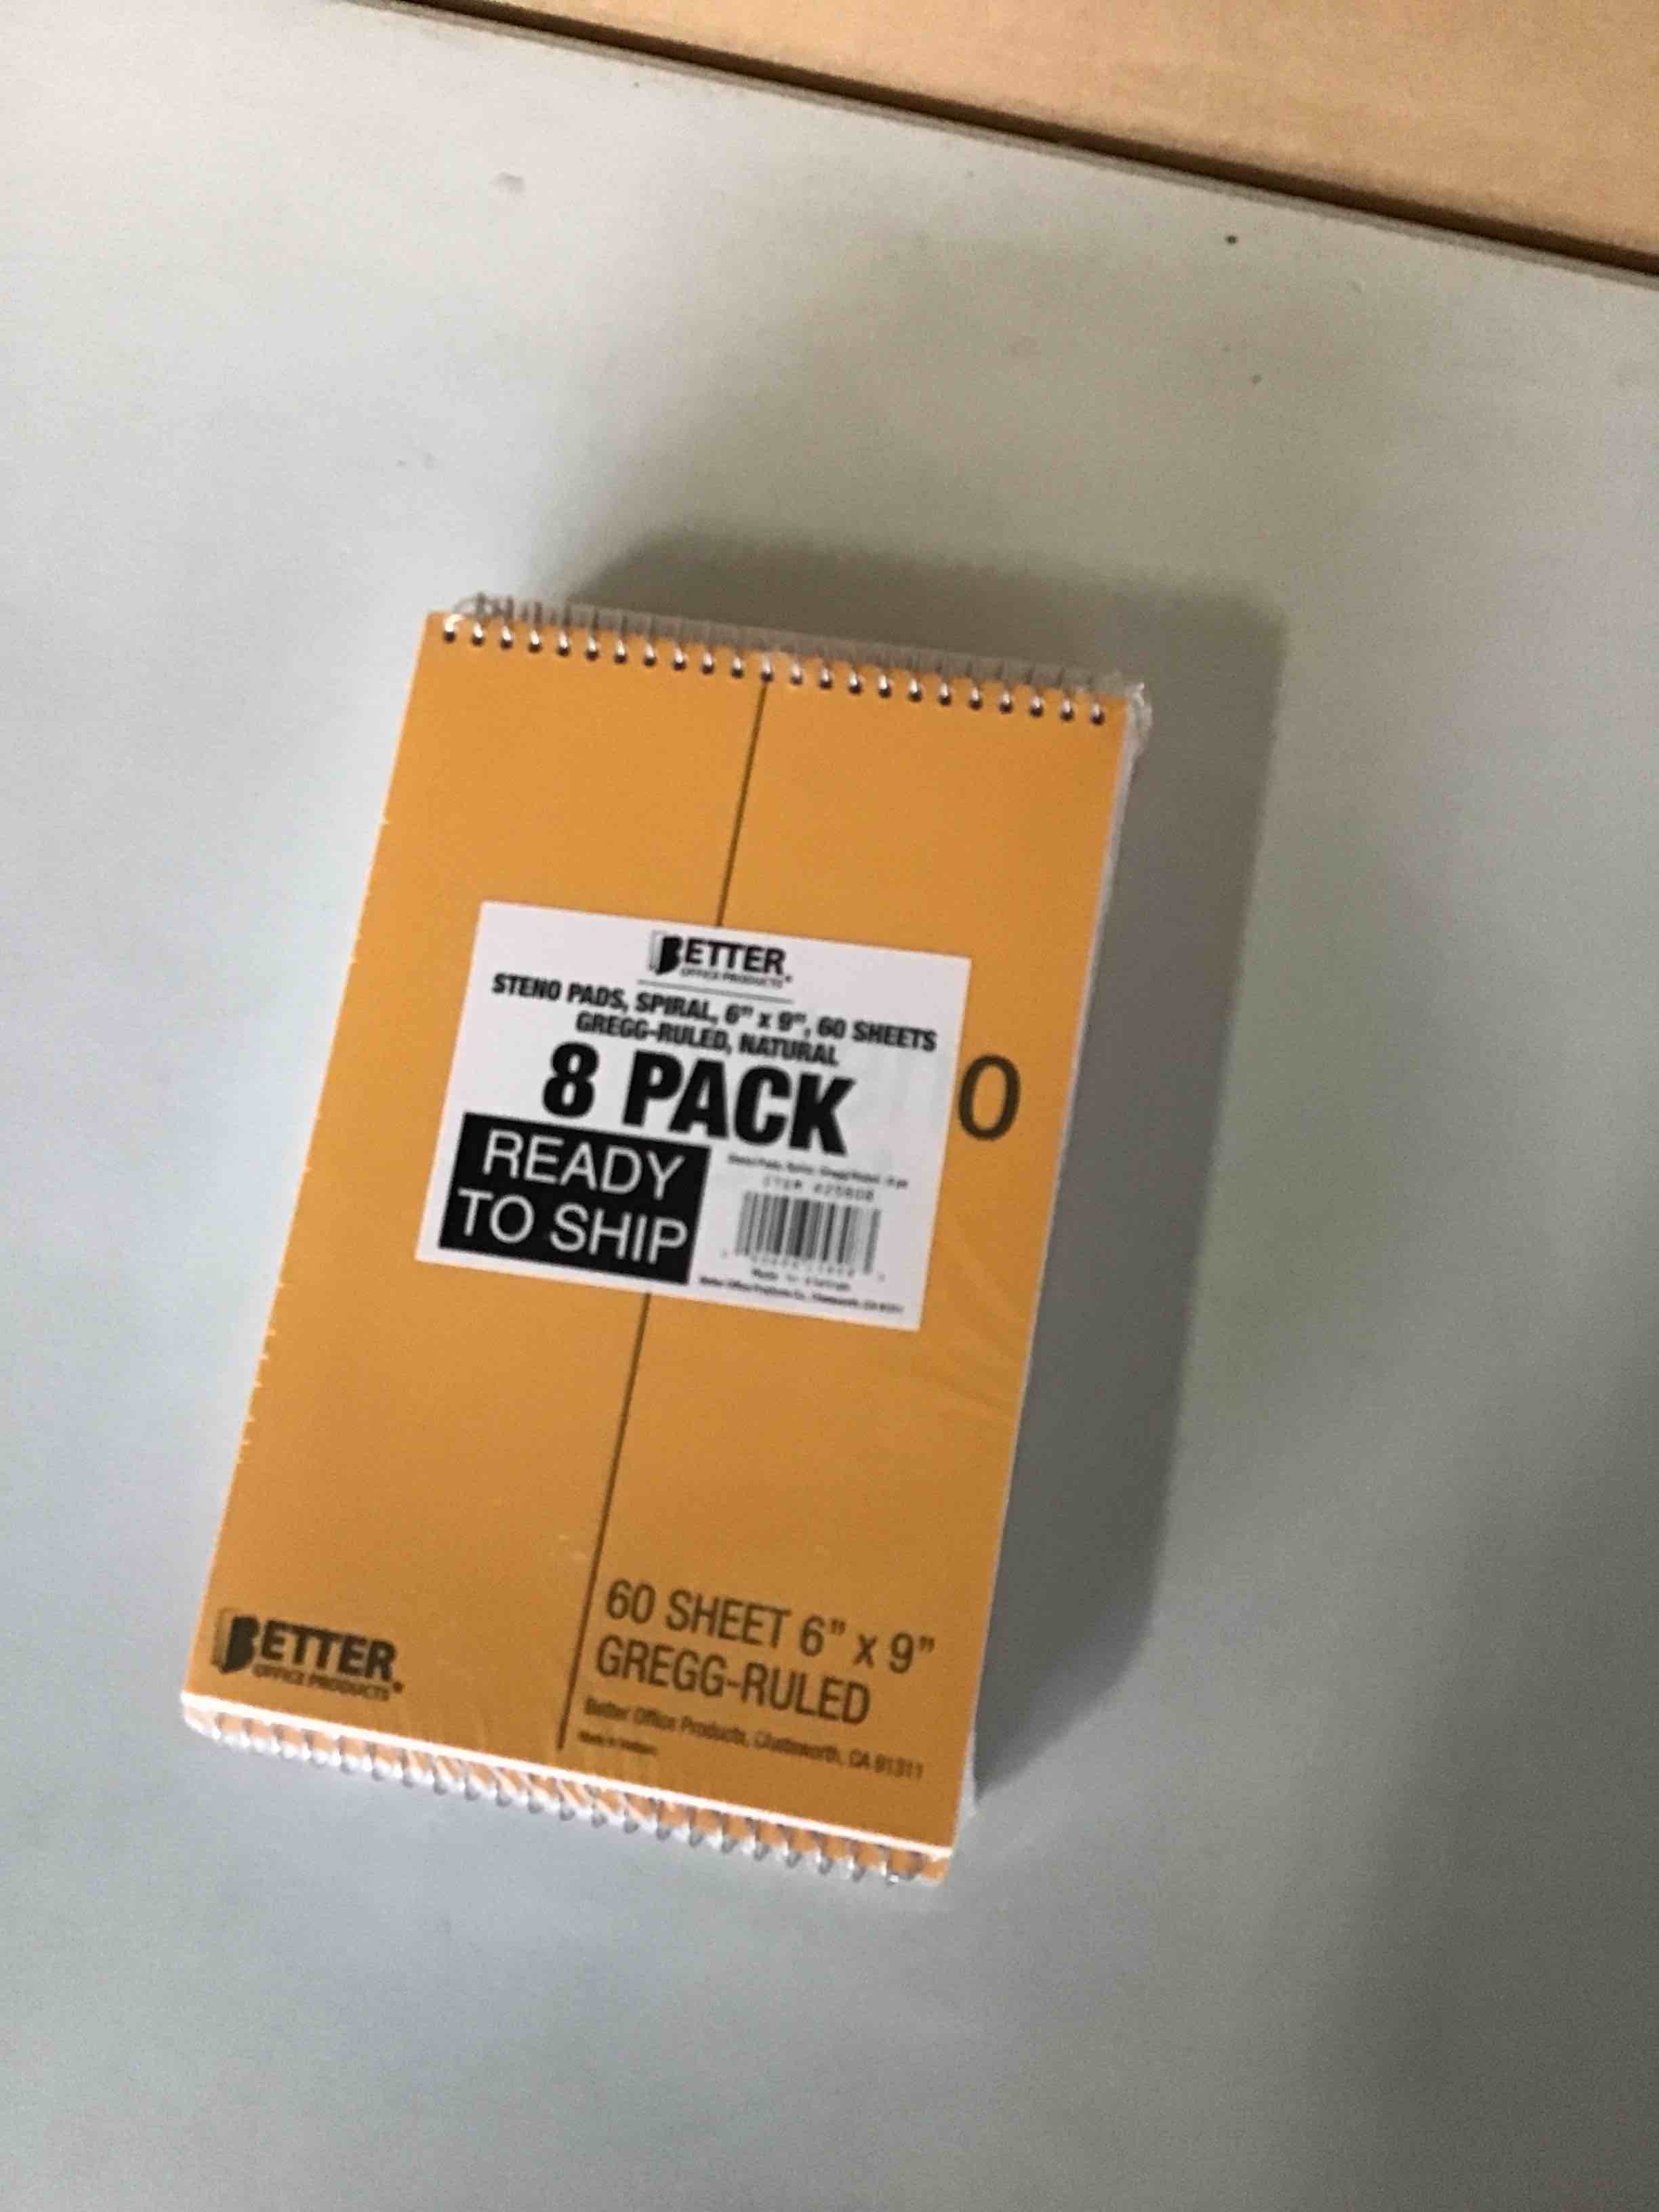 BETTER
OFFICE PRODUCTS®
STENO PADS, SPIRAL, 6" x 9", 60 SHEETS
GREGG-RULED, NATURAL
8 PACK
READY
TO SHIP
O
60 SHEET 6" x 9"
GREGG-RULED
Better Office Products, Chatsworth, CA 91311
BETTER
OFFICE PRODUCTS®